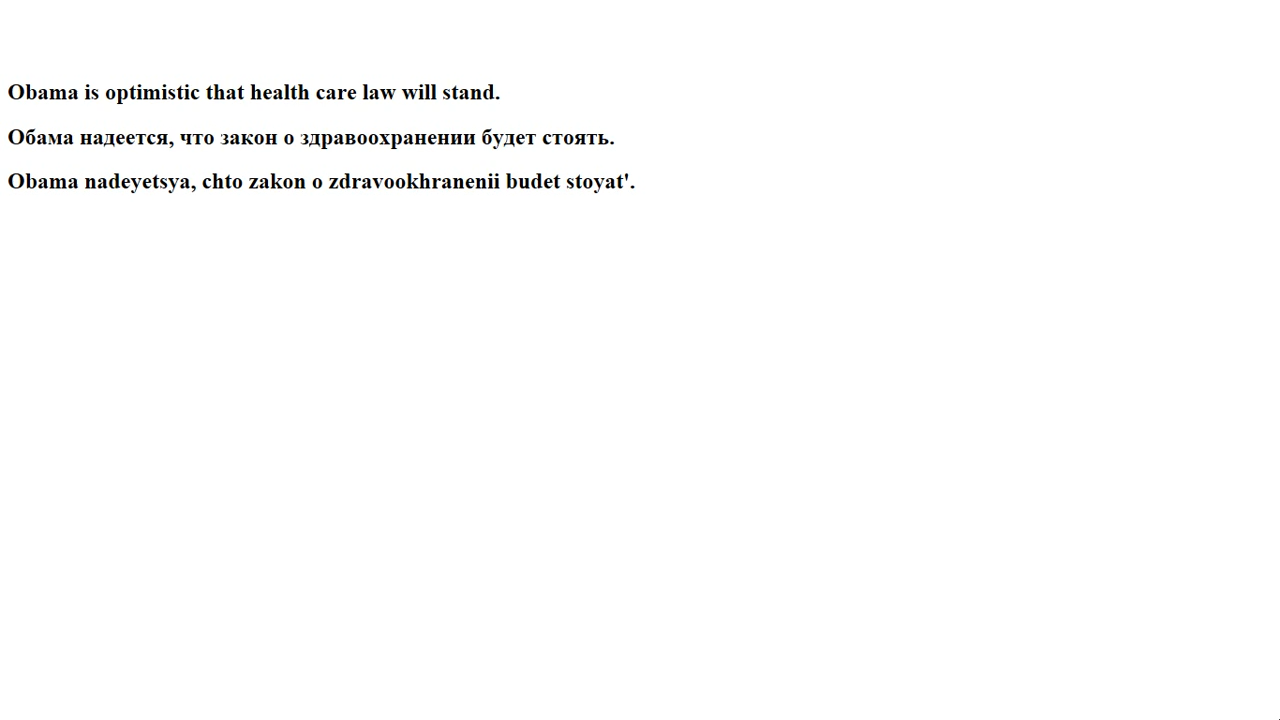 Obama is optimistic that health care law will stand.
Обама надеется, что закон о здравоохранении будет стоять.
Obama nadeyetsya, chto zakon o zdravookhranenii budet stoyat'.